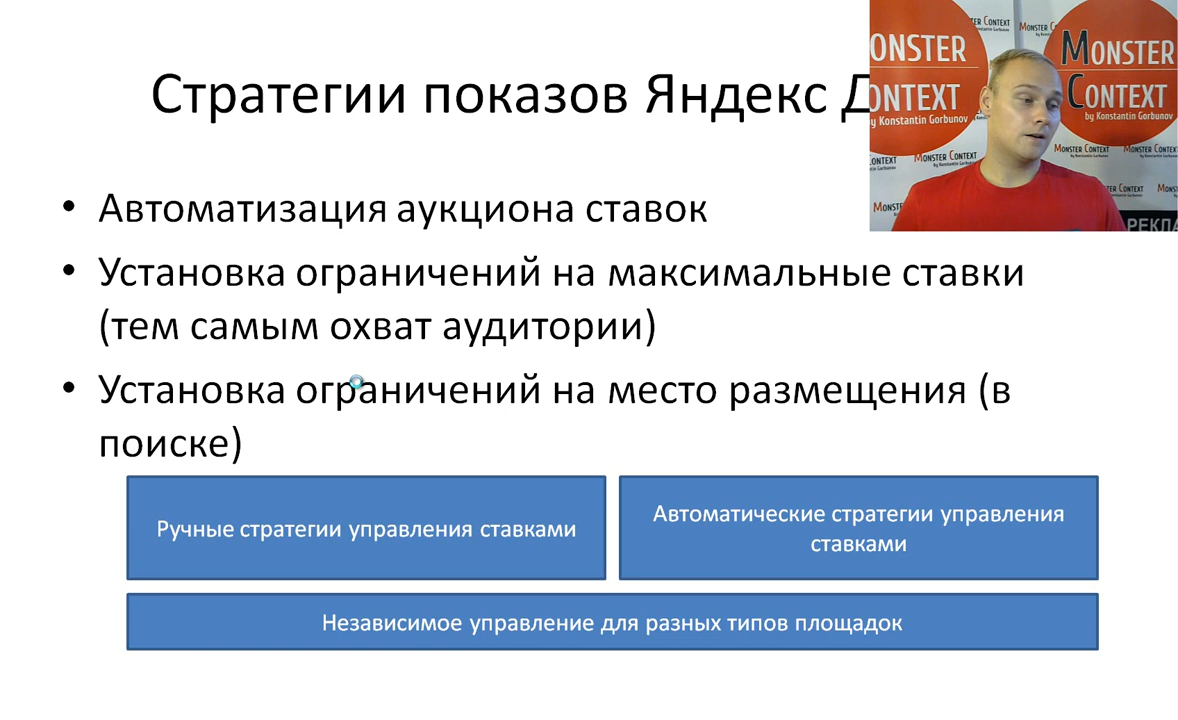 Стратегии показов Яндекс
• Автоматизация аукциона ставок
• Установка ограничений на максимальные ставки
(тем самым охват аудитории)
• Установка ограничений на место размещения (в
поиске)
Ручные стратегии управления ставками
Автоматические стратегии управления
ставками
Независимое управление для разных типов площадок
MONSTER
CONTEXT
by Konstantin Gorbunov
MONSTER CONTEXT
by Konstantin Gorbunov